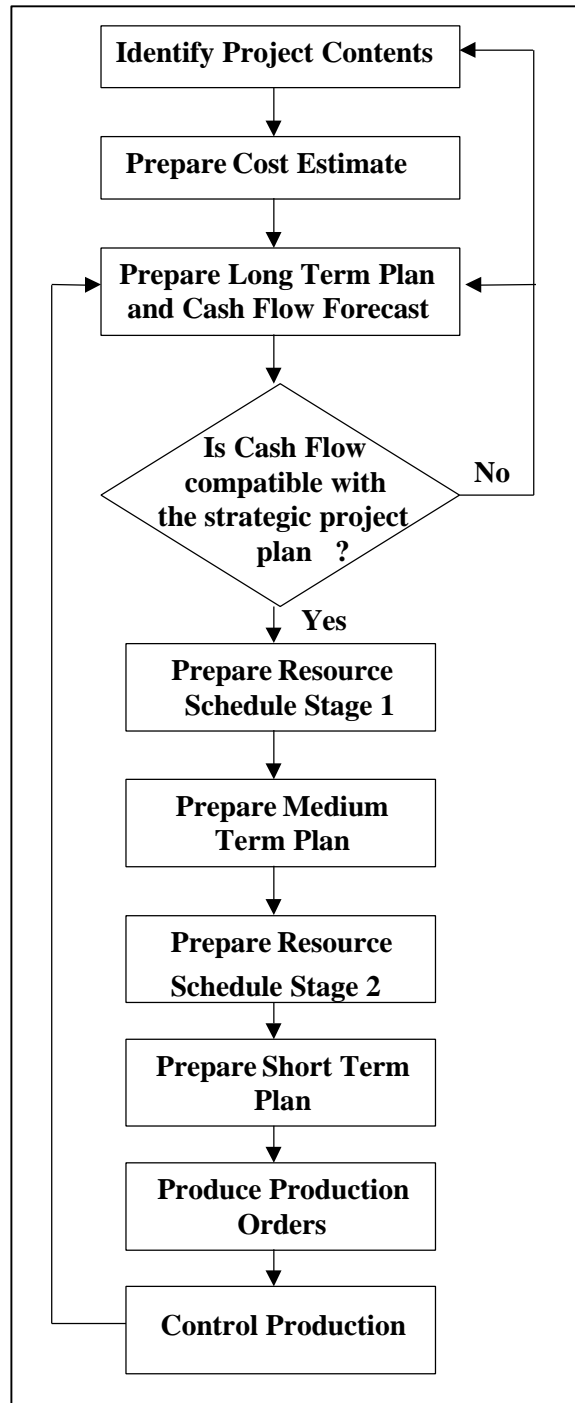 Identify Project Contents
Prepare Cost Estimate
Prepare Long Term Plan
and Cash Flow Forecast
Is Cash Flow
compatible with
the strategic project
plan ?
No
Yes
Prepare Resource
Schedule Stage 1
Prepare Medium
Term Plan
Prepare Resource
Schedule Stage 2
Prepare Short Term
Plan
Produce Production
Orders
Control Production